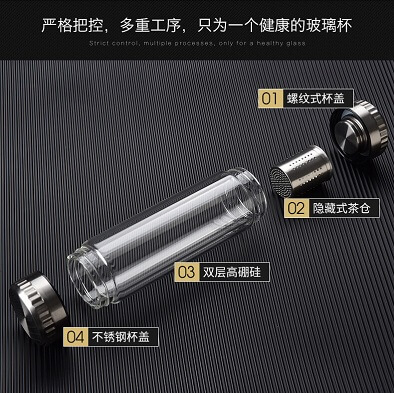 严格把控，多重工序，只为一个健康的玻璃杯
Strict control, multiple processes, only for a healthy glass
01 螺纹式杯盖
02 隐藏式茶仓
03 双层高硼硅
04 不锈钢杯盖